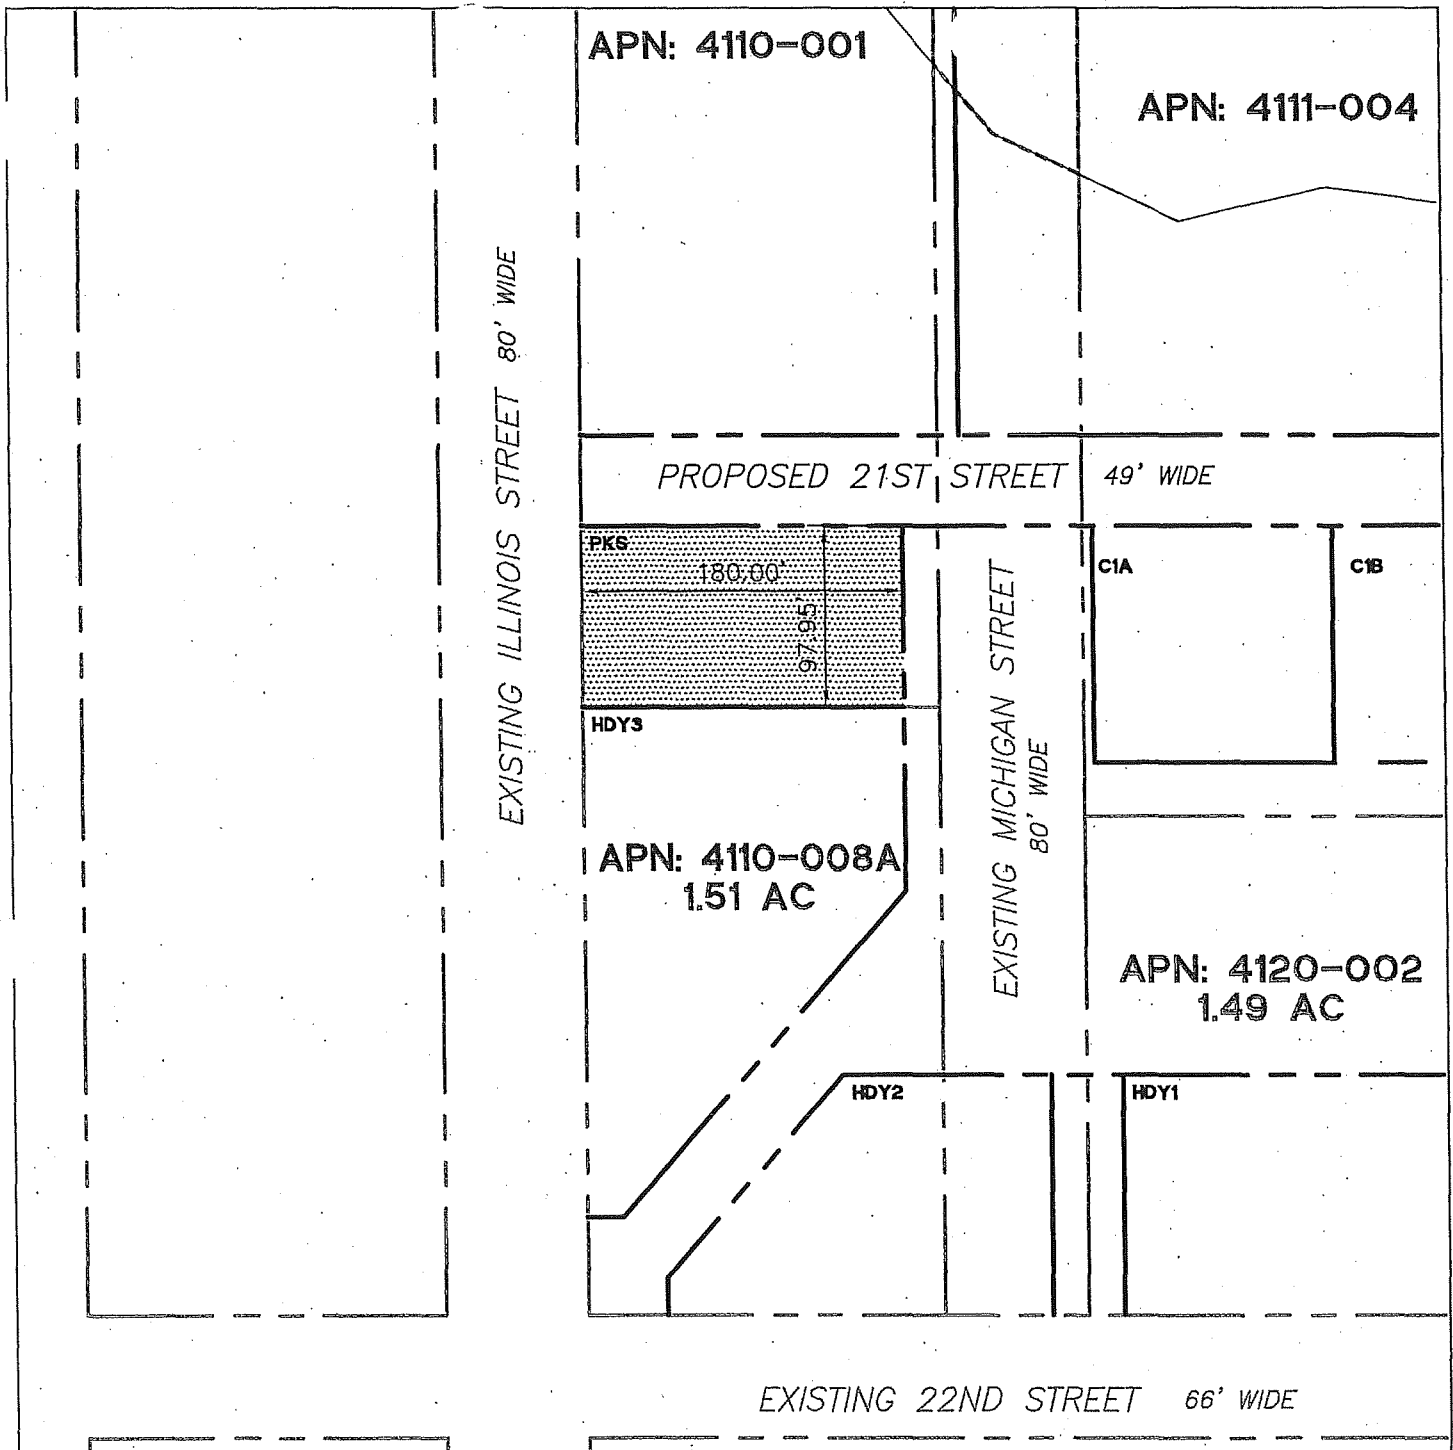 APN: 4110-001
APN: 4111-004
EXISTING ILLINOIS STREET 80' WIDE
PROPOSED 21ST STREET 49' WIDE
PKS
180.00'
97.95'
C1A
C1B
EXISTING MICHIGAN STREET
80' WIDE
HDY3
APN: 4110-008A
1.51 AC
APN: 4120-002
1.49 AC
HDY2
HDY1
EXISTING 22ND STREET 66' WIDE